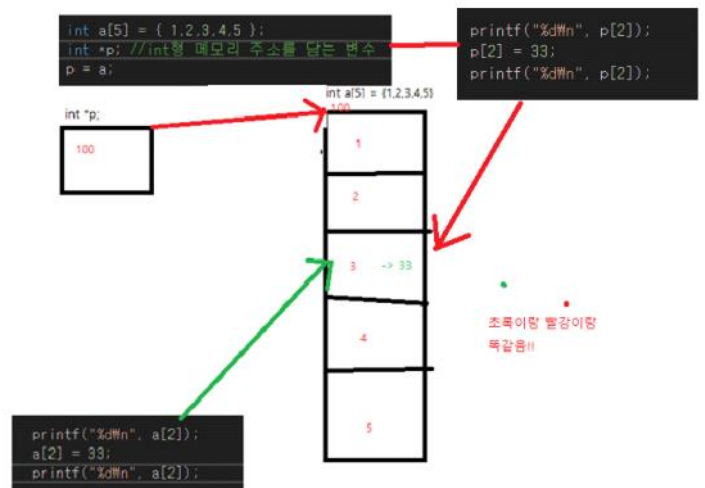 int a[5] = { 1,2,3,4,5 };
int *p; //int형 메모리 주소를 담는 변수
p = a;
printf("%d₩n", p[2]);
p[2] = 33;
printf("%d₩n", p[2]);
int *p;
100
int a[5] = {1,2,3,4,5}
100
1
2
3 -> 33
4
5
초록이랑 빨강이랑
똑같음!!
printf("%d₩n", a[2]);
a[2] = 33;
printf("%d₩n", a[2]);